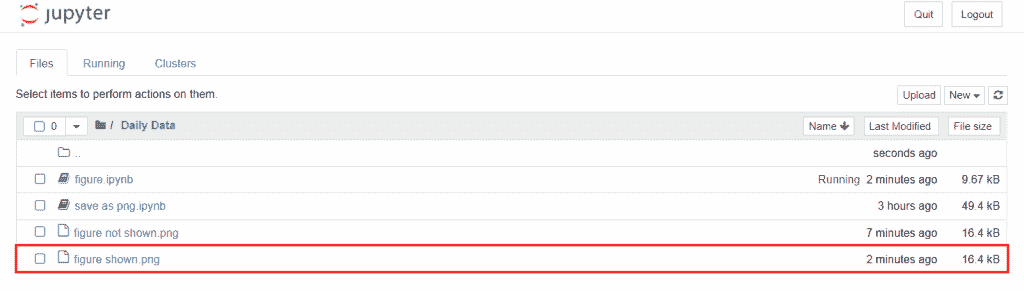 jupyter Quit Logout
Files Running Clusters
Select items to perform actions on them. Upload New
0 / Daily Data Name Last Modified File size
.. seconds ago
figure.ipynb Running 2 minutes ago 9.67 kB
save as png.ipynb 3 hours ago 49.4 kB
figure not shown.png 7 minutes ago 16.4 kB
figure shown.png 2 minutes ago 16.4 kB